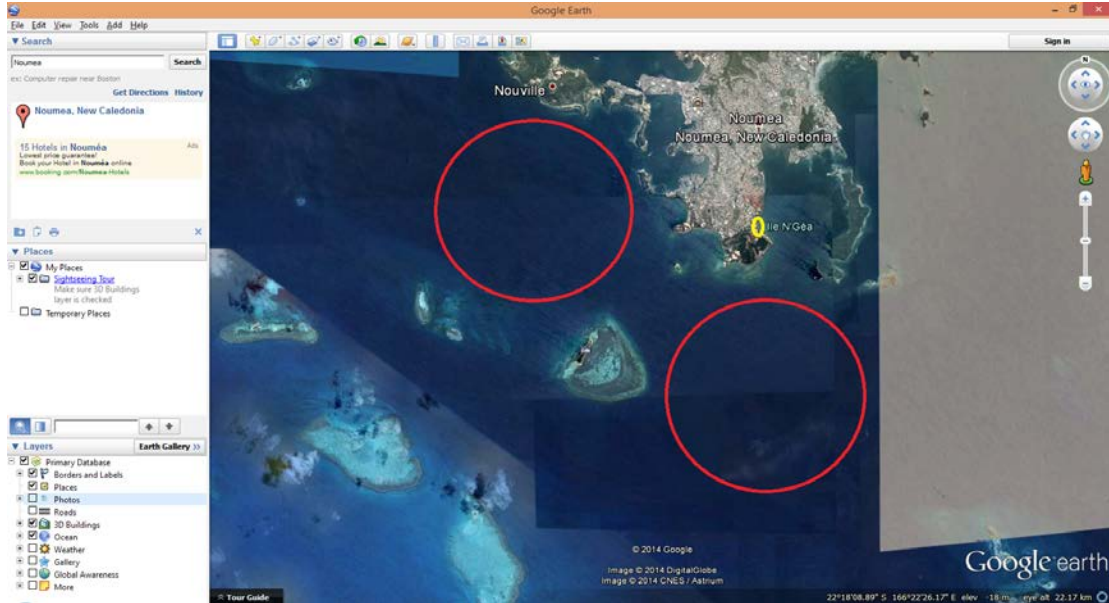 Google Earth
File Edit View Tools Add Help
▼ Search
Sign in
Noumea
Search
ex: Computer repair near Boston
Get Directions History
Noumea, New Caledonia
15 Hotels in Nouméa
Ads
Lowest price guarantee!
Book your Hotel in Nouméa online
www.booking.com/Noumea-Hotels
▼ Places
My Places
Sightseeing Tour
Make sure 3D Buildings
layer is checked
Temporary Places
▼ Layers
Earth Gallery >>
Primary Database
Borders and Labels
Places
Photos
Roads
3D Buildings
Ocean
Weather
Gallery
Global Awareness
More
Nouville
Noumea
Noumea, New Caledonia
Ile N'Géa
N
© 2014 Google
Image © 2014 DigitalGlobe
Image © 2014 CNES / Astrium
Google earth
Tour Guide
22°18'08.89" S 166°22'26.17" E elev -18 m eye alt 22.17 km